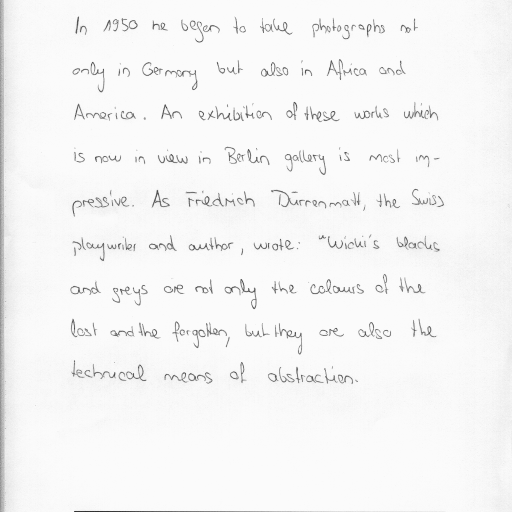 In 1950 he began to take photographs not
only in Germany but also in Africa and
America. An exhibition of these works which
is now in view in Berlin gallery is most im-
pressive. As Friedrich Dürrenmatt, the Swiss
playwriter and author, wrote: "Wicki's blacks
and greys are not only the colours of the
lost and the forgotten, but they are also the
technical means of abstraction.